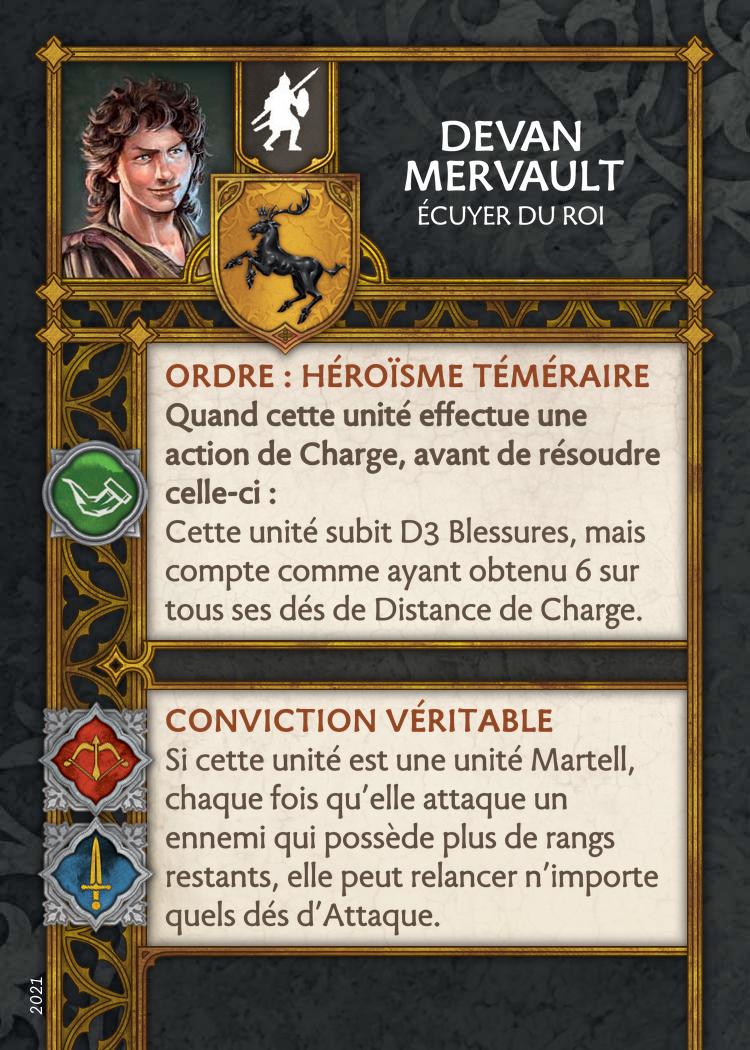 DEVAN
MERVAULT
ÉCUYER DU ROI
ORDRE : HÉROÏSME TÉMÉRAIRE
Quand cette unité effectue une
action de Charge, avant de résoudre
celle-ci :
Cette unité subit D3 Blessures, mais
compte comme ayant obtenu 6 sur
tous ses dés de Distance de Charge.
CONVICTION VÉRITABLE
Si cette unité est une unité Martell,
chaque fois qu'elle attaque un
ennemi qui possède plus de rangs
restants, elle peut relancer n'importe
quels dés d'Attaque.
2021